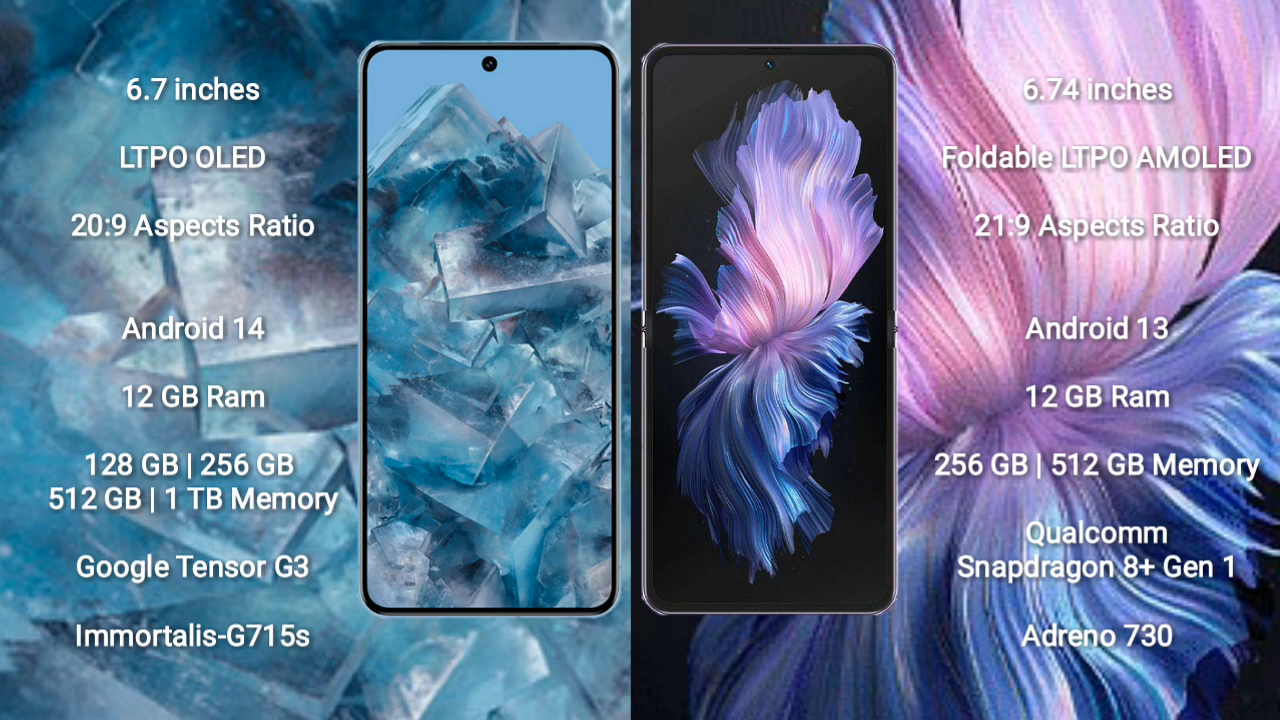 6.7 inches
LTPO OLED
20:9 Aspects Ratio
Android 14
12 GB Ram
128 GB | 256 GB
512 GB | 1 TB Memory
Google Tensor G3
Immortalis-G715s
6.74 inches
Foldable LTPO AMOLED
21:9 Aspects Ratio
Android 13
12 GB Ram
256 GB | 512 GB Memory
Qualcomm
Snapdragon 8+ Gen 1
Adreno 730